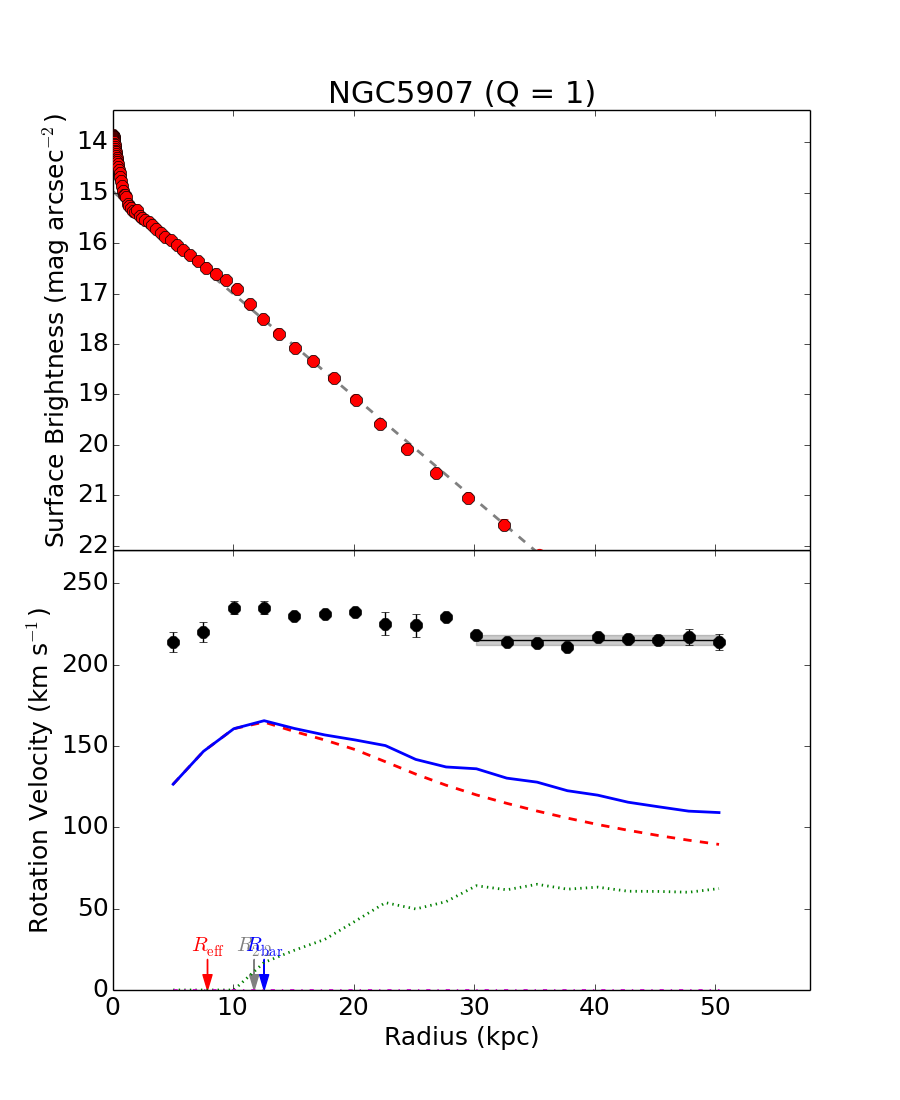 NGC5907 (Q = 1)
Surface Brightness (mag arcsec⁻²)
14
15
16
17
18
19
20
21
22
Rotation Velocity (km s⁻¹)
250
200
150
100
50
0
R_eff
R_bar
0 10 20 30 40 50
Radius (kpc)